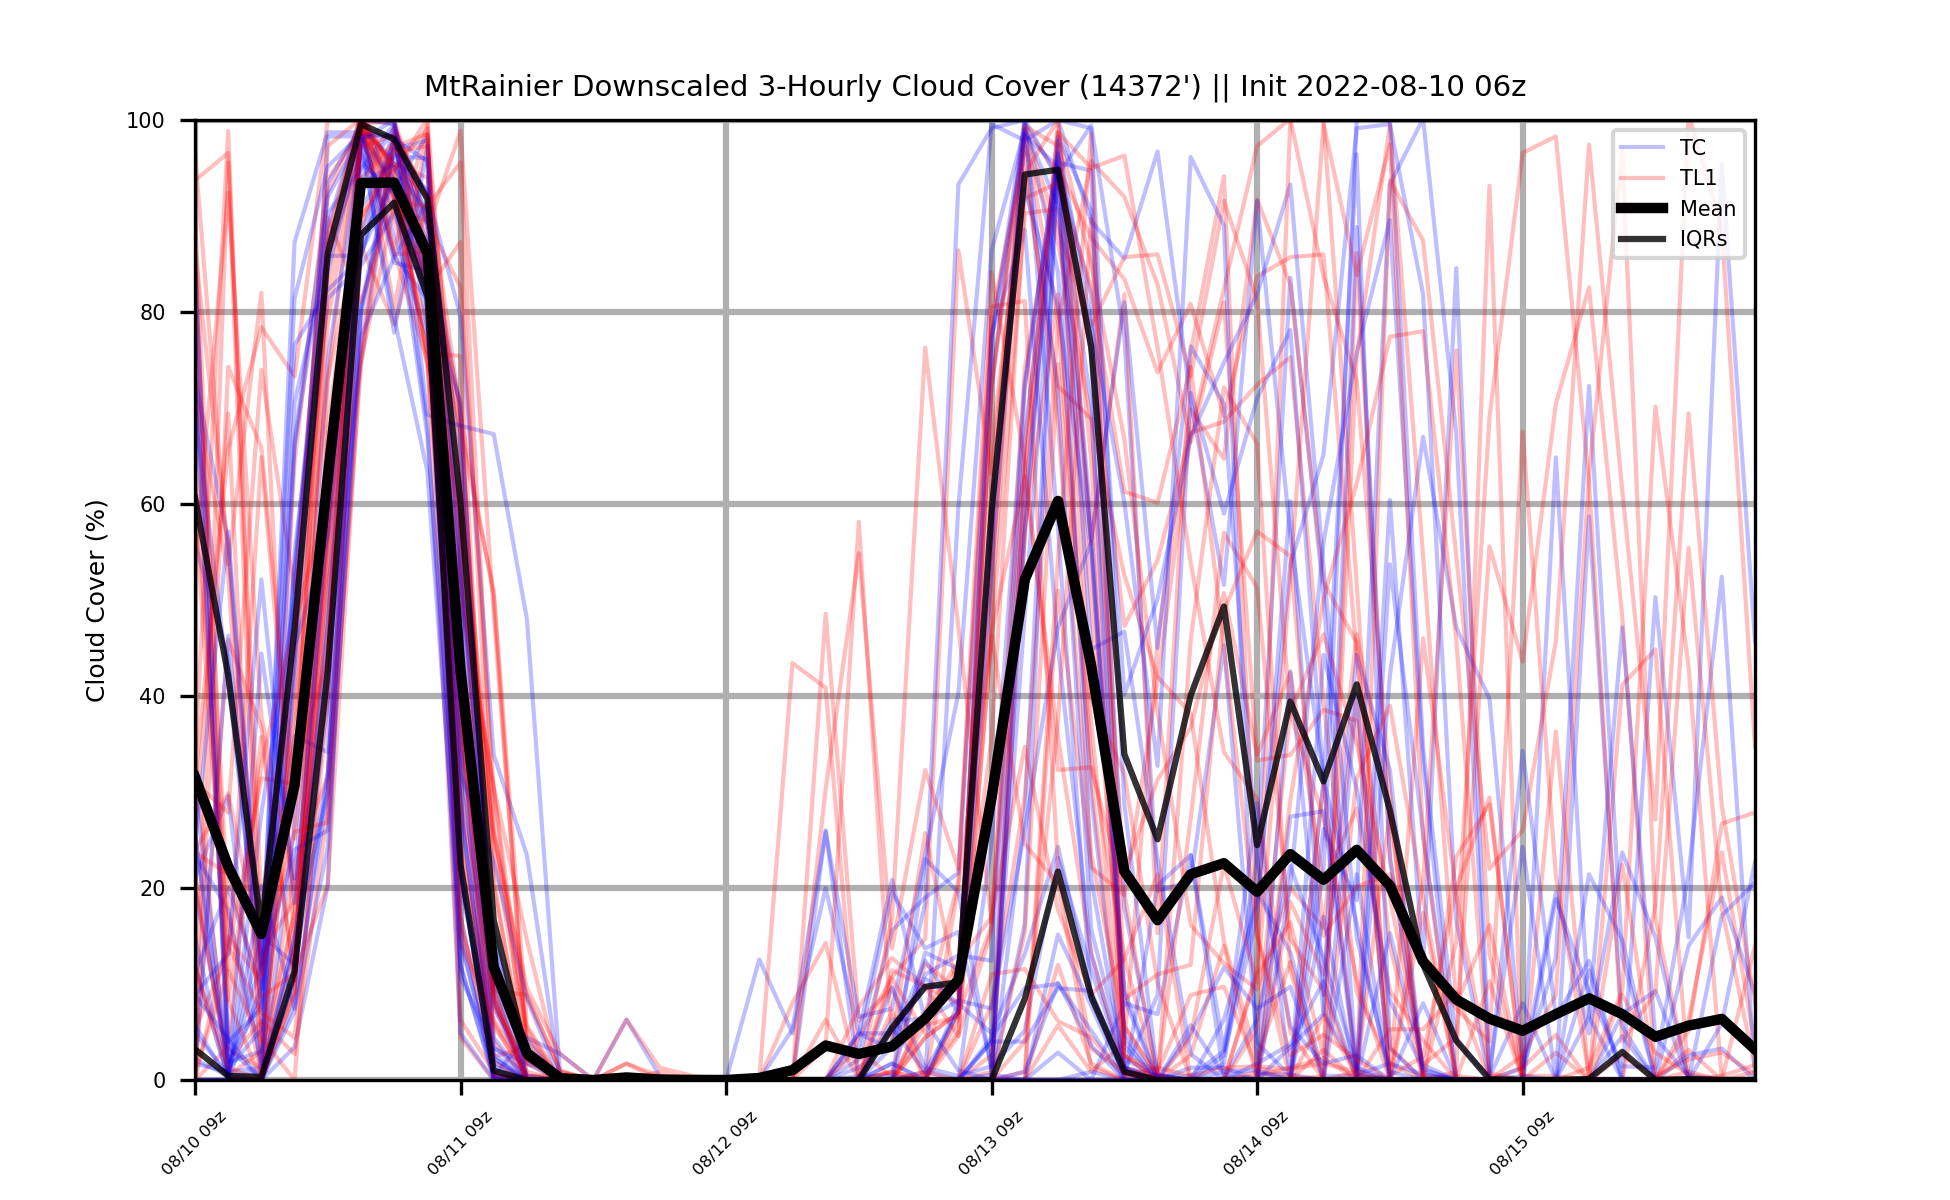 MtRainier Downscaled 3-Hourly Cloud Cover (14372') || Init 2022-08-10 06z
100
80
60
40
20
0
Cloud Cover (%)
TC
TL1
Mean
IQRs
08/10 09z
08/11 09z
08/12 09z
08/13 09z
08/14 09z
08/15 09z